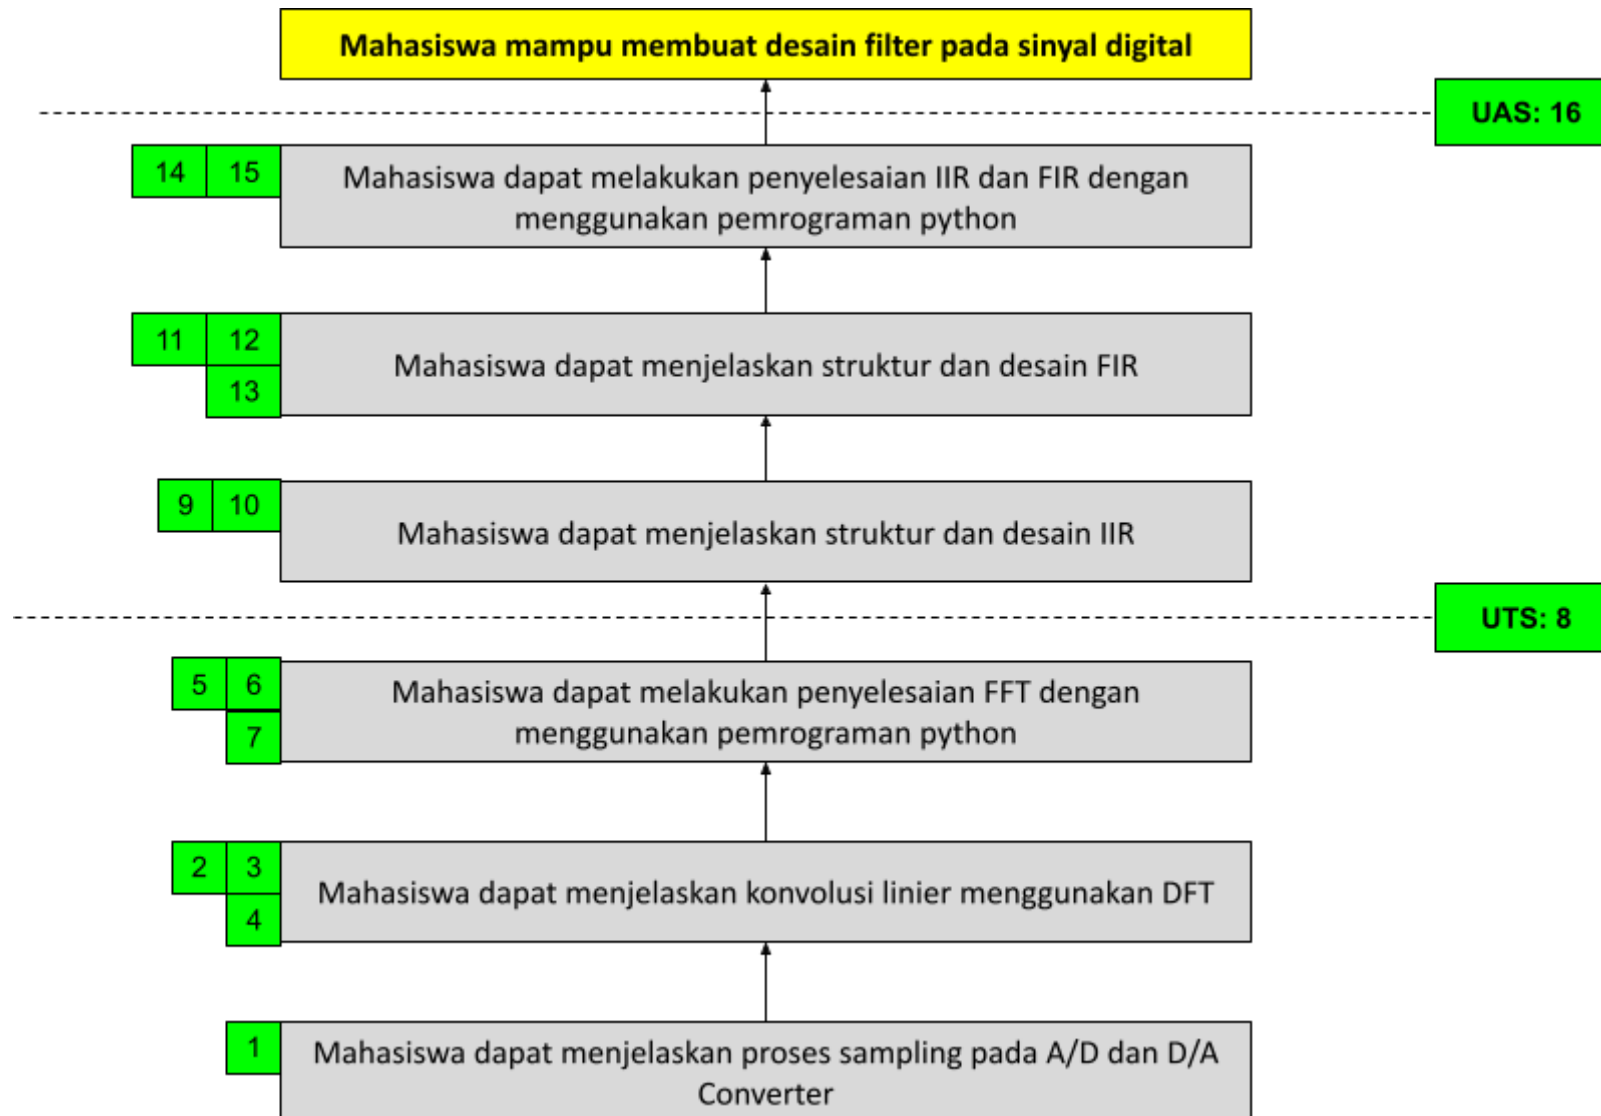 Mahasiswa mampu membuat desain filter pada sinyal digital
UAS: 16
14 15
Mahasiswa dapat melakukan penyelesaian IIR dan FIR dengan
menggunakan pemrograman python
11 12
13
Mahasiswa dapat menjelaskan struktur dan desain FIR
9 10
Mahasiswa dapat menjelaskan struktur dan desain IIR
UTS: 8
5 6
7
Mahasiswa dapat melakukan penyelesaian FFT dengan
menggunakan pemrograman python
2 3
4
Mahasiswa dapat menjelaskan konvolusi linier menggunakan DFT
1
Mahasiswa dapat menjelaskan proses sampling pada A/D dan D/A
Converter